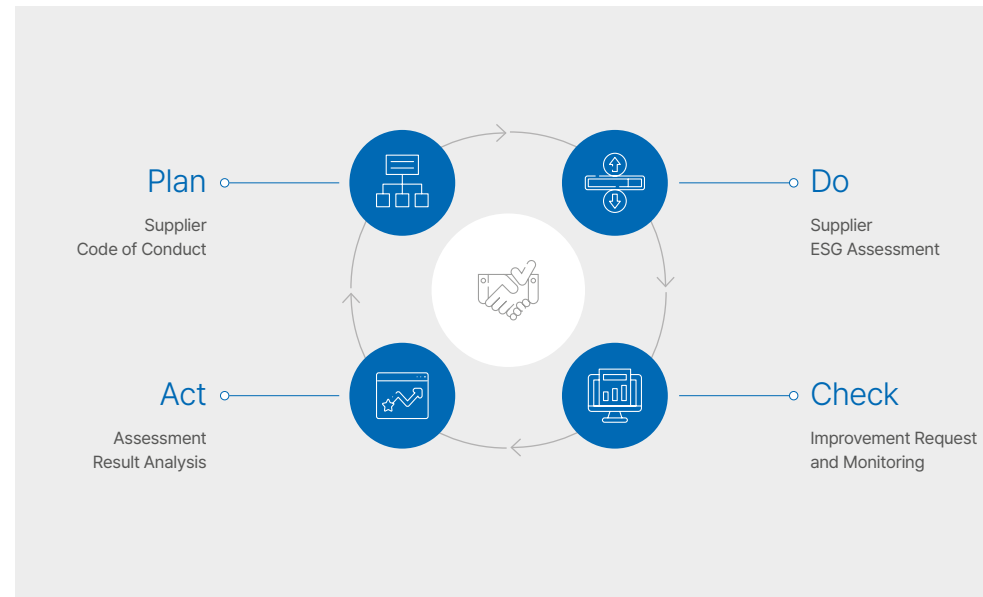 Plan
Supplier
Code of Conduct
Do
Supplier
ESG Assessment
Act
Assessment
Result Analysis
Check
Improvement Request
and Monitoring